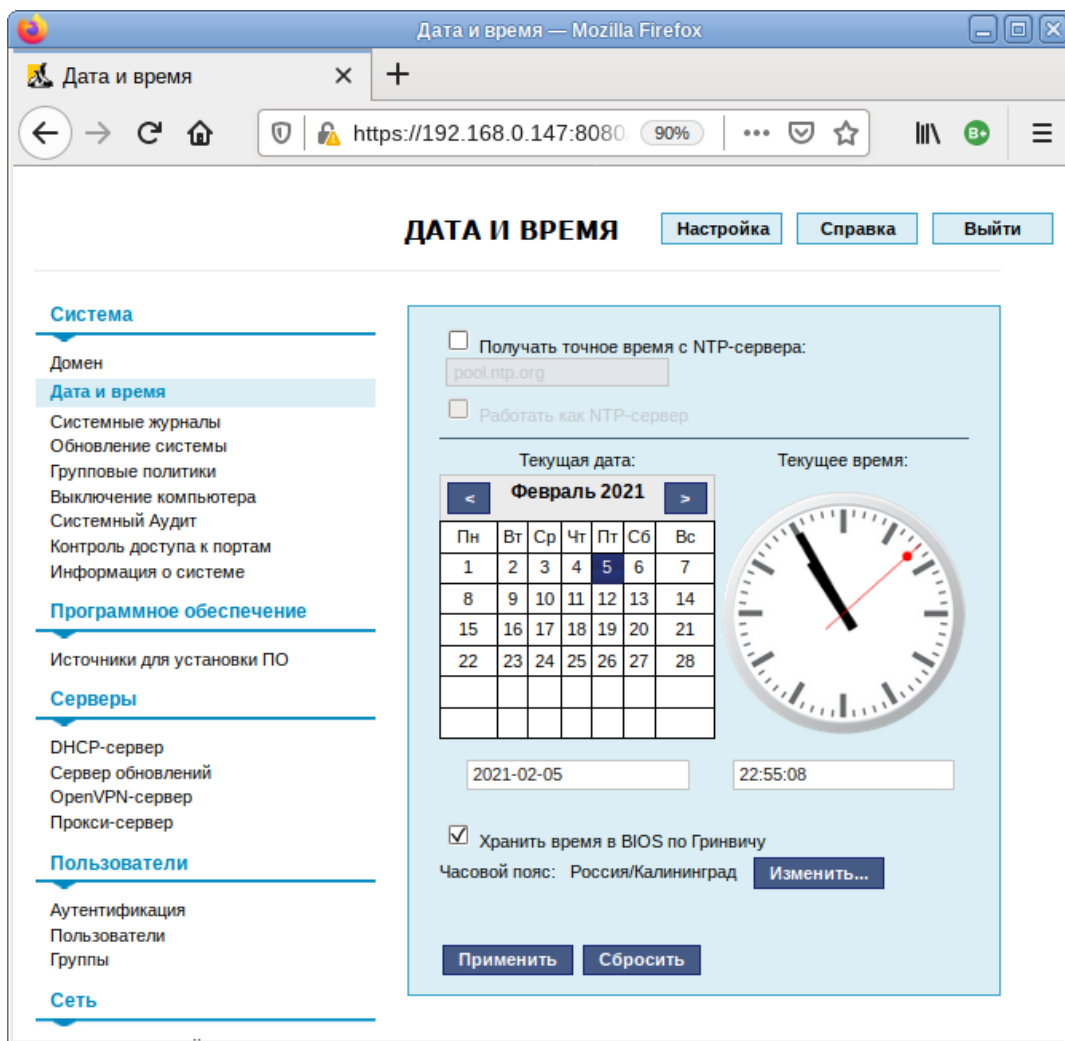 Дата и время — Mozilla Firefox
Дата и время
https://192.168.0.147:8080
90%
ДАТА И ВРЕМЯ
Настройка
Справка
Выйти
Система
Домен
Дата и время
Системные журналы
Обновление системы
Групповые политики
Выключение компьютера
Системный Аудит
Контроль доступа к портам
Информация о системе
Программное обеспечение
Источники для установки ПО
Серверы
DHCP-сервер
Сервер обновлений
OpenVPN-сервер
Прокси-сервер
Пользователи
Аутентификация
Пользователи
Группы
Сеть
Получать точное время с NTP-сервера:
pool.ntp.org
Работать как NTP-сервер
Текущая дата:
< Февраль 2021 >
Пн Вт Ср Чт Пт Сб Вс
1 2 3 4 5 6 7
8 9 10 11 12 13 14
15 16 17 18 19 20 21
22 23 24 25 26 27 28
2021-02-05
Текущее время:
22:55:08
Хранить время в BIOS по Гринвичу
Часовой пояс: Россия/Калининград Изменить...
Применить
Сбросить